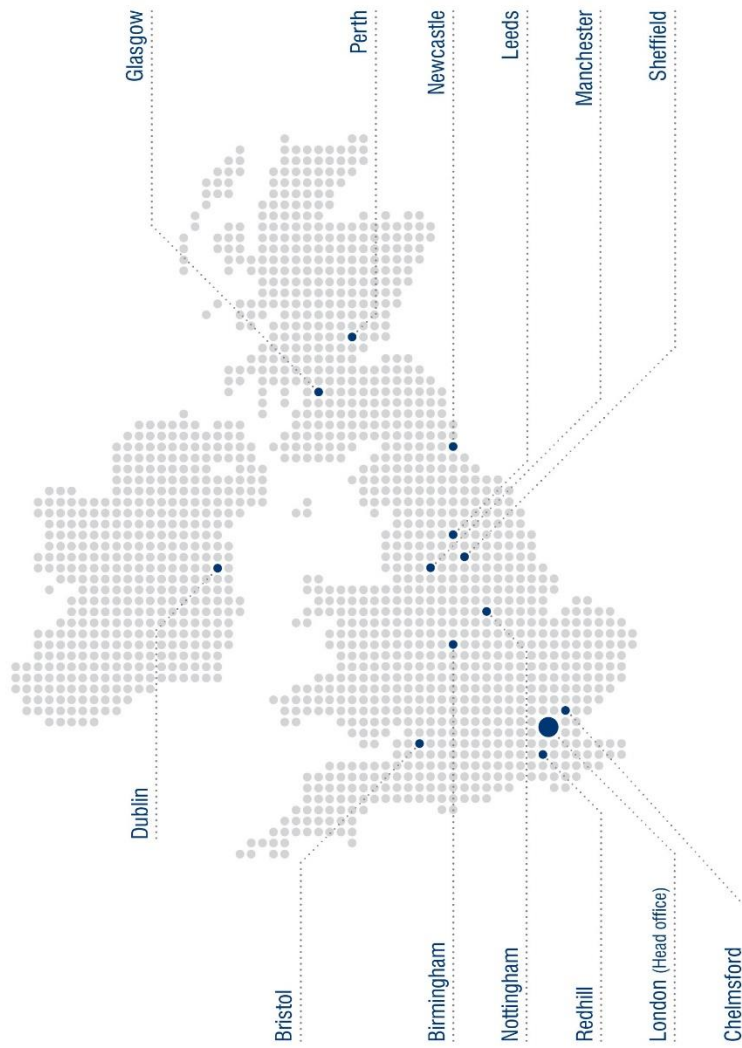 Glasgow
Perth
Newcastle
Leeds
Manchester
Sheffield
Dublin
Bristol
Birmingham
Nottingham
Redhill
London (Head office)
Chelmsford